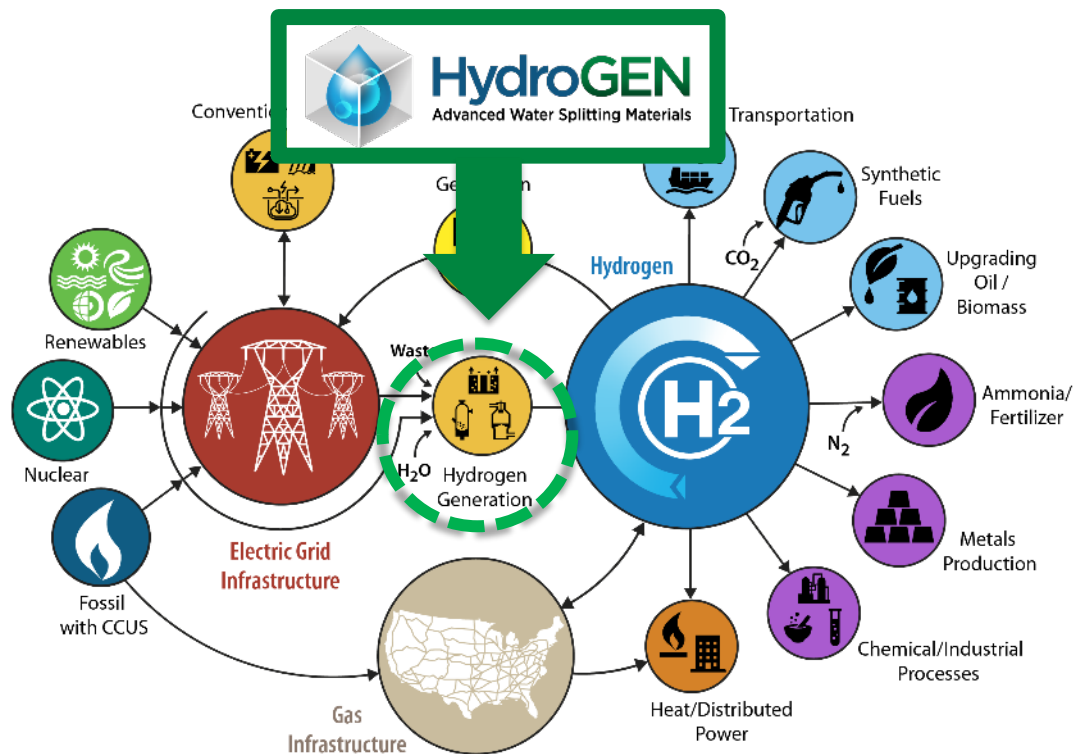 HydroGEN
Advanced Water Splitting Materials
Transportation
Synthetic
Fuels
CO₂
Hydrogen
Upgrading
Oil /
Biomass
Renewables
Wast
Ammonia/
Fertilizer
N₂
H2
Nuclear
H₂O
Hydrogen
Generation
Metals
Production
Electric Grid
Infrastructure
Fossil
with CCUS
Chemical/Industrial
Processes
Gas
Infrastructure
Heat/Distributed
Power